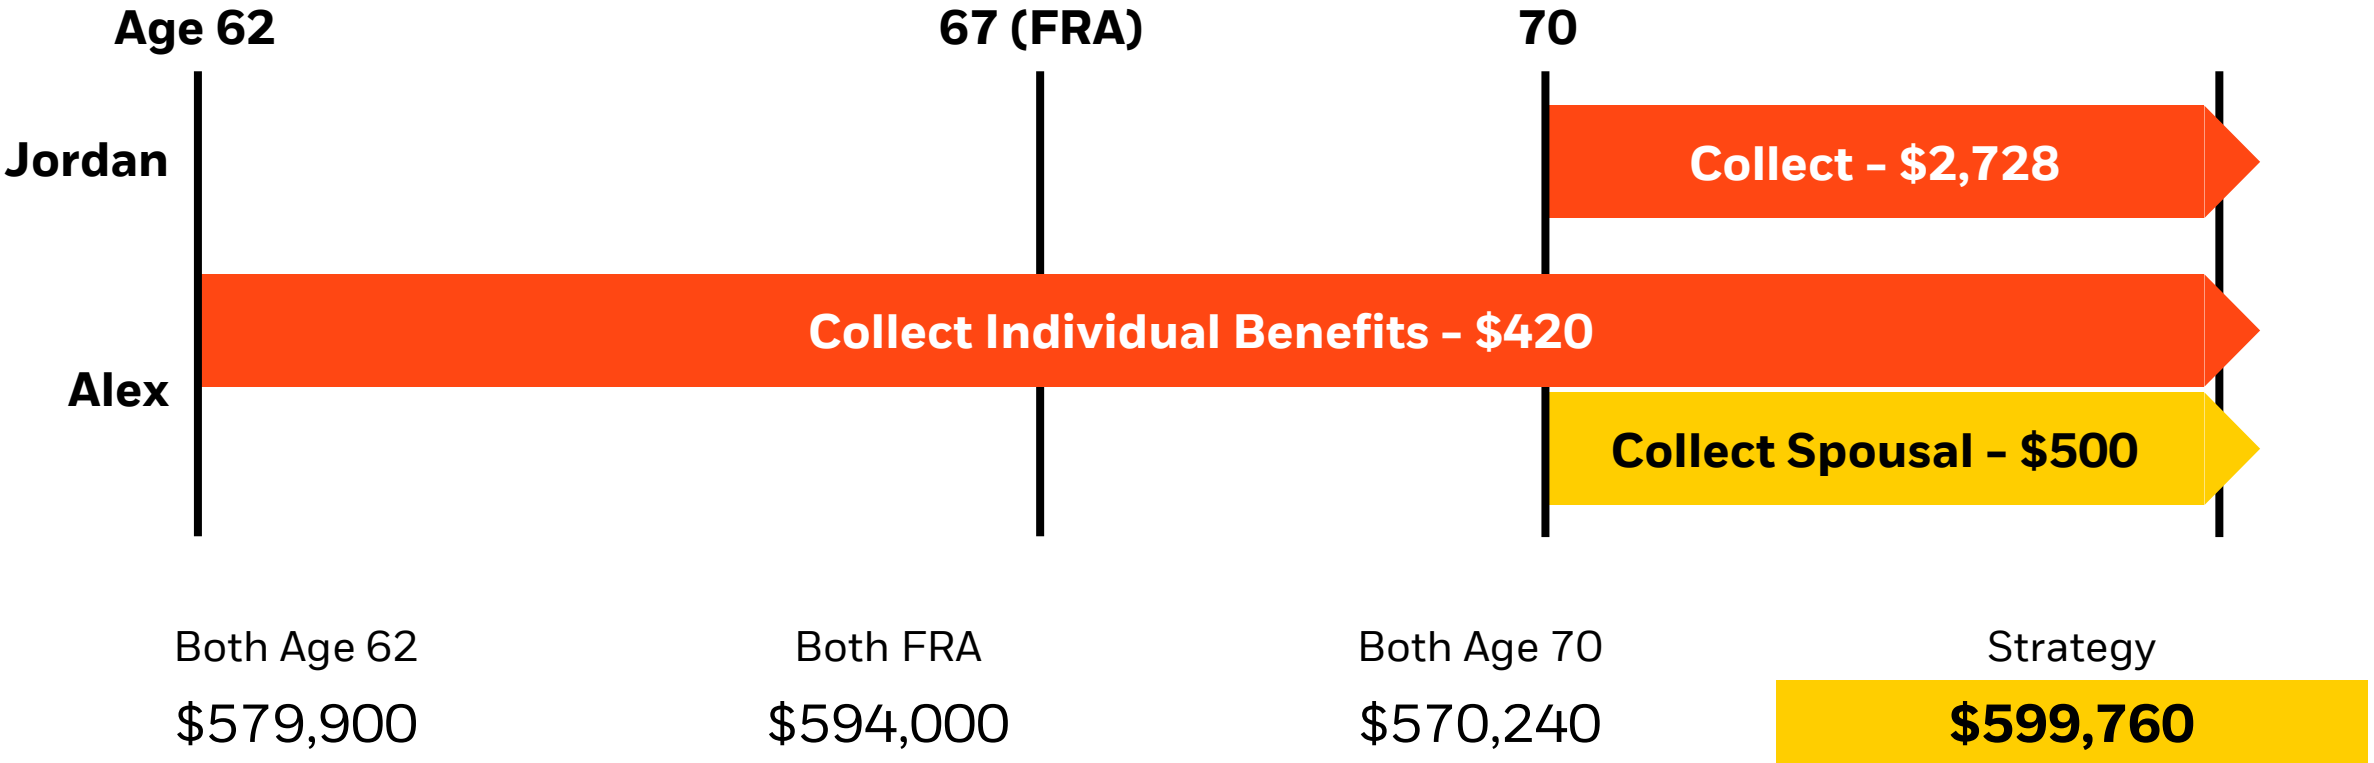 Age 62
67 (FRA)
70
Jordan
Collect – $2,728
Collect Individual Benefits – $420
Alex
Collect Spousal – $500
Both Age 62
Both FRA
Both Age 70
Strategy
$579,900
$594,000
$570,240
$599,760